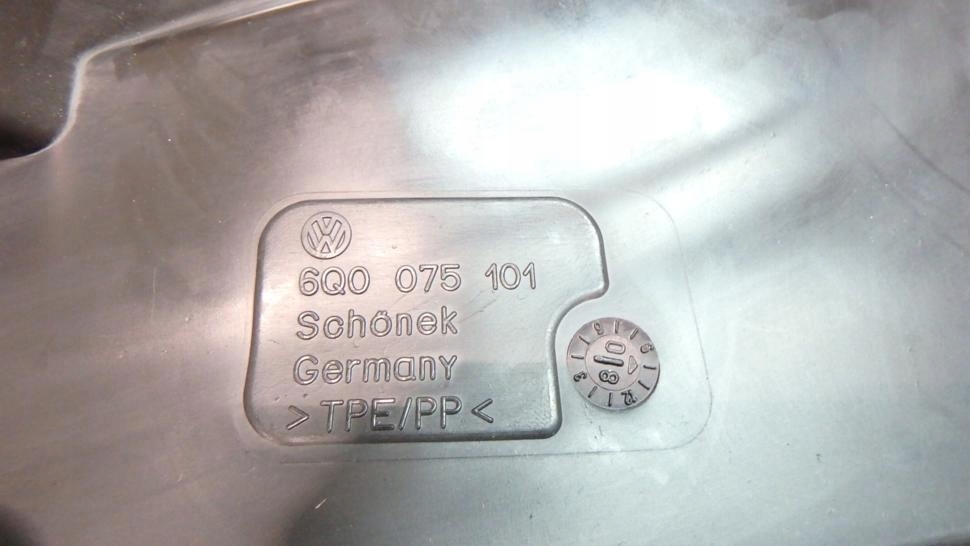 VW
6Q0 075 101
Schönek
Germany
>TPE/PP<